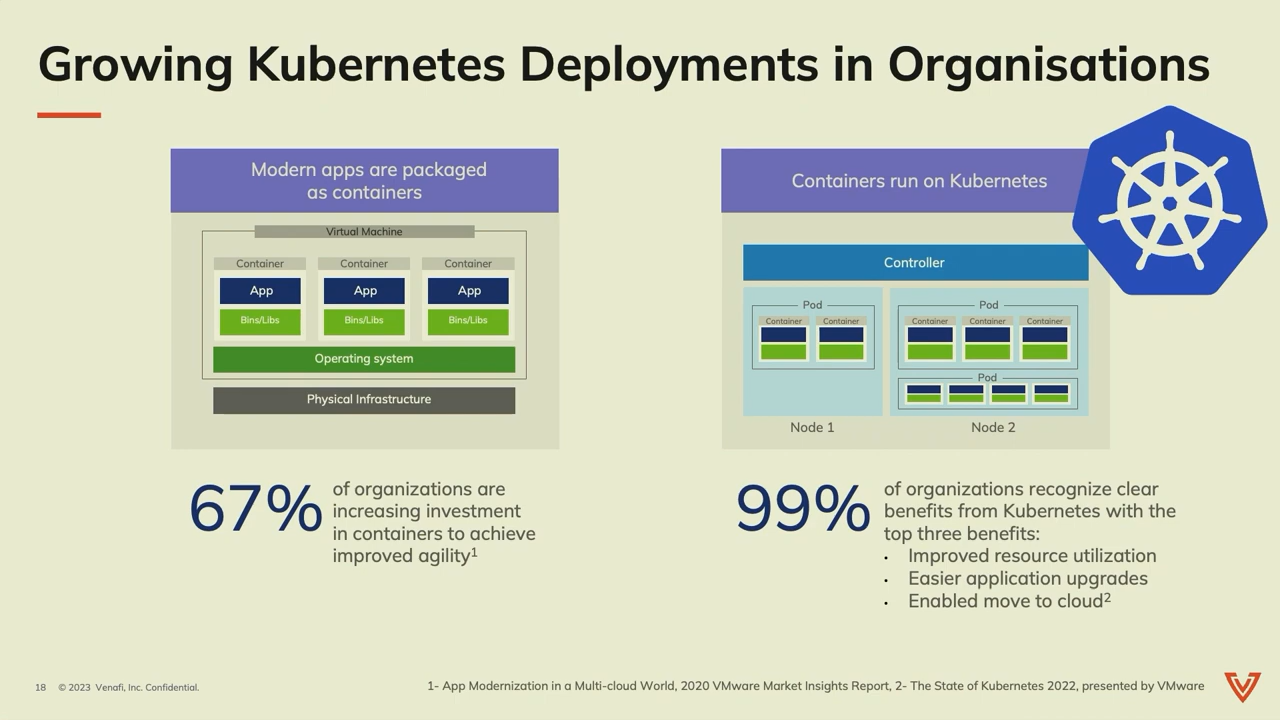 Growing Kubernetes Deployments in Organisations
Modern apps are packaged
as containers
Virtual Machine
Container Container Container
App App App
Bins/Libs Bins/Libs Bins/Libs
Operating system
Physical Infrastructure
67% of organizations are
increasing investment
in containers to achieve
improved agility¹
Containers run on Kubernetes
Controller
Pod Pod
Container Container Container Container Container
Pod
Node 1 Node 2
99% of organizations recognize clear
benefits from Kubernetes with the
top three benefits:
• Improved resource utilization
• Easier application upgrades
• Enabled move to cloud²
18 © 2023 Venafi, Inc. Confidential.
1- App Modernization in a Multi-cloud World, 2020 VMware Market Insights Report, 2- The State of Kubernetes 2022, presented by VMware